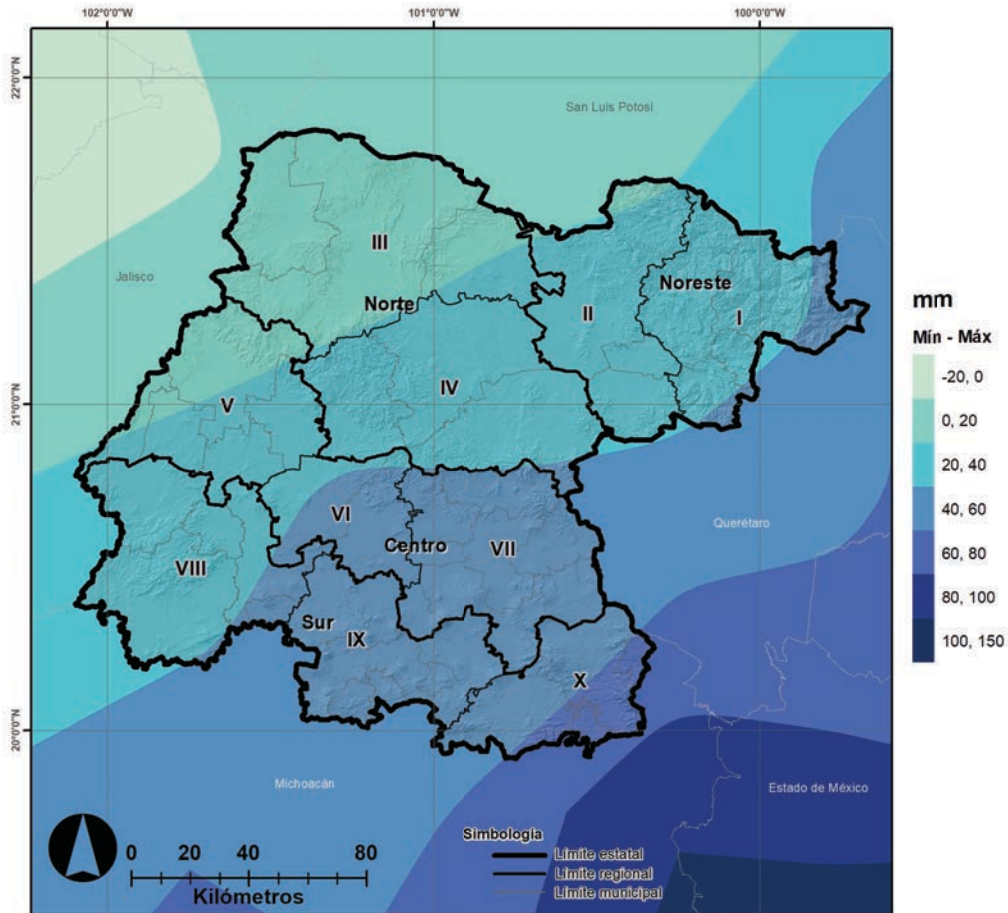 102°0'0"W
101°0'0"W
100°0'0"W
22°0'0"N
21°0'0"N
20°0'0"N
San Luis Potosí
Jalisco
III
Norte
II
Noreste
I
IV
V
VI
Centro
VII
VIII
Sur
IX
X
Querétaro
Michoacán
Estado de México
mm
Mín - Máx
-20, 0
0, 20
20, 40
40, 60
60, 80
80, 100
100, 150
0 20 40 80
Kilómetros
Simbología
Límite estatal
Límite regional
Límite municipal